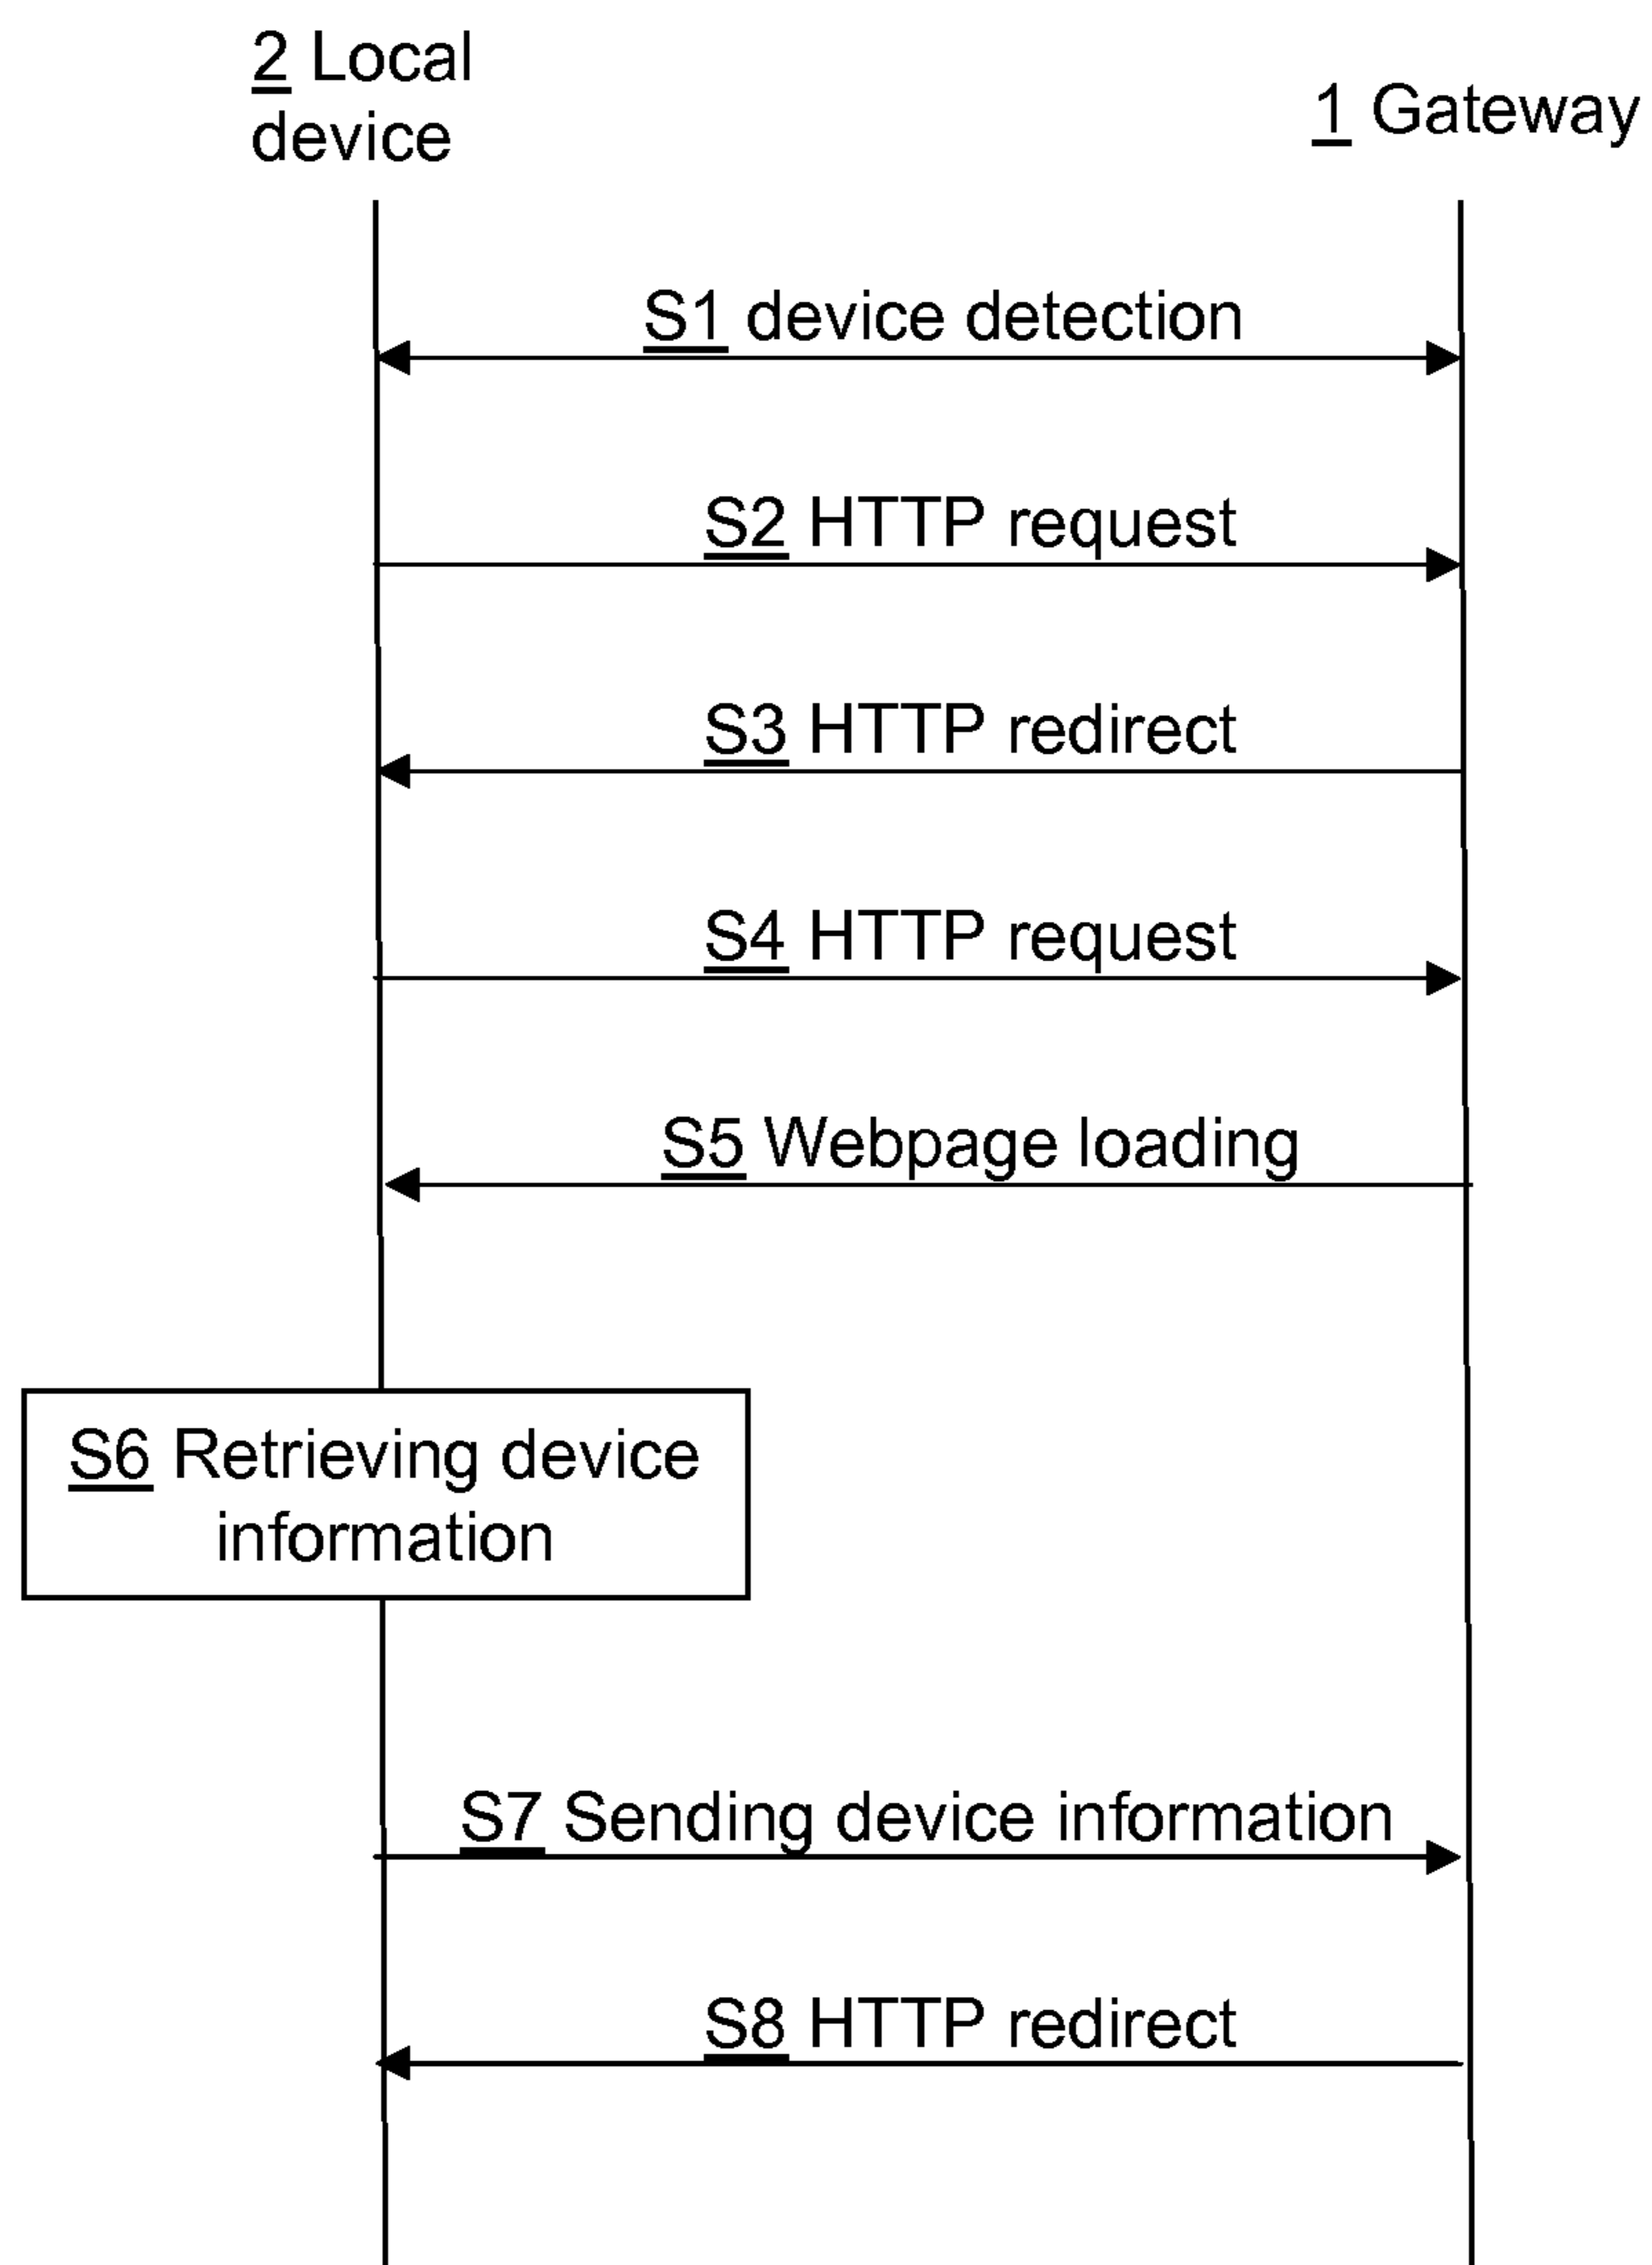 2 Local
device
1 Gateway
S1 device detection
S2 HTTP request
S3 HTTP redirect
S4 HTTP request
S5 Webpage loading
S6 Retrieving device
information
S7 Sending device information
S8 HTTP redirect